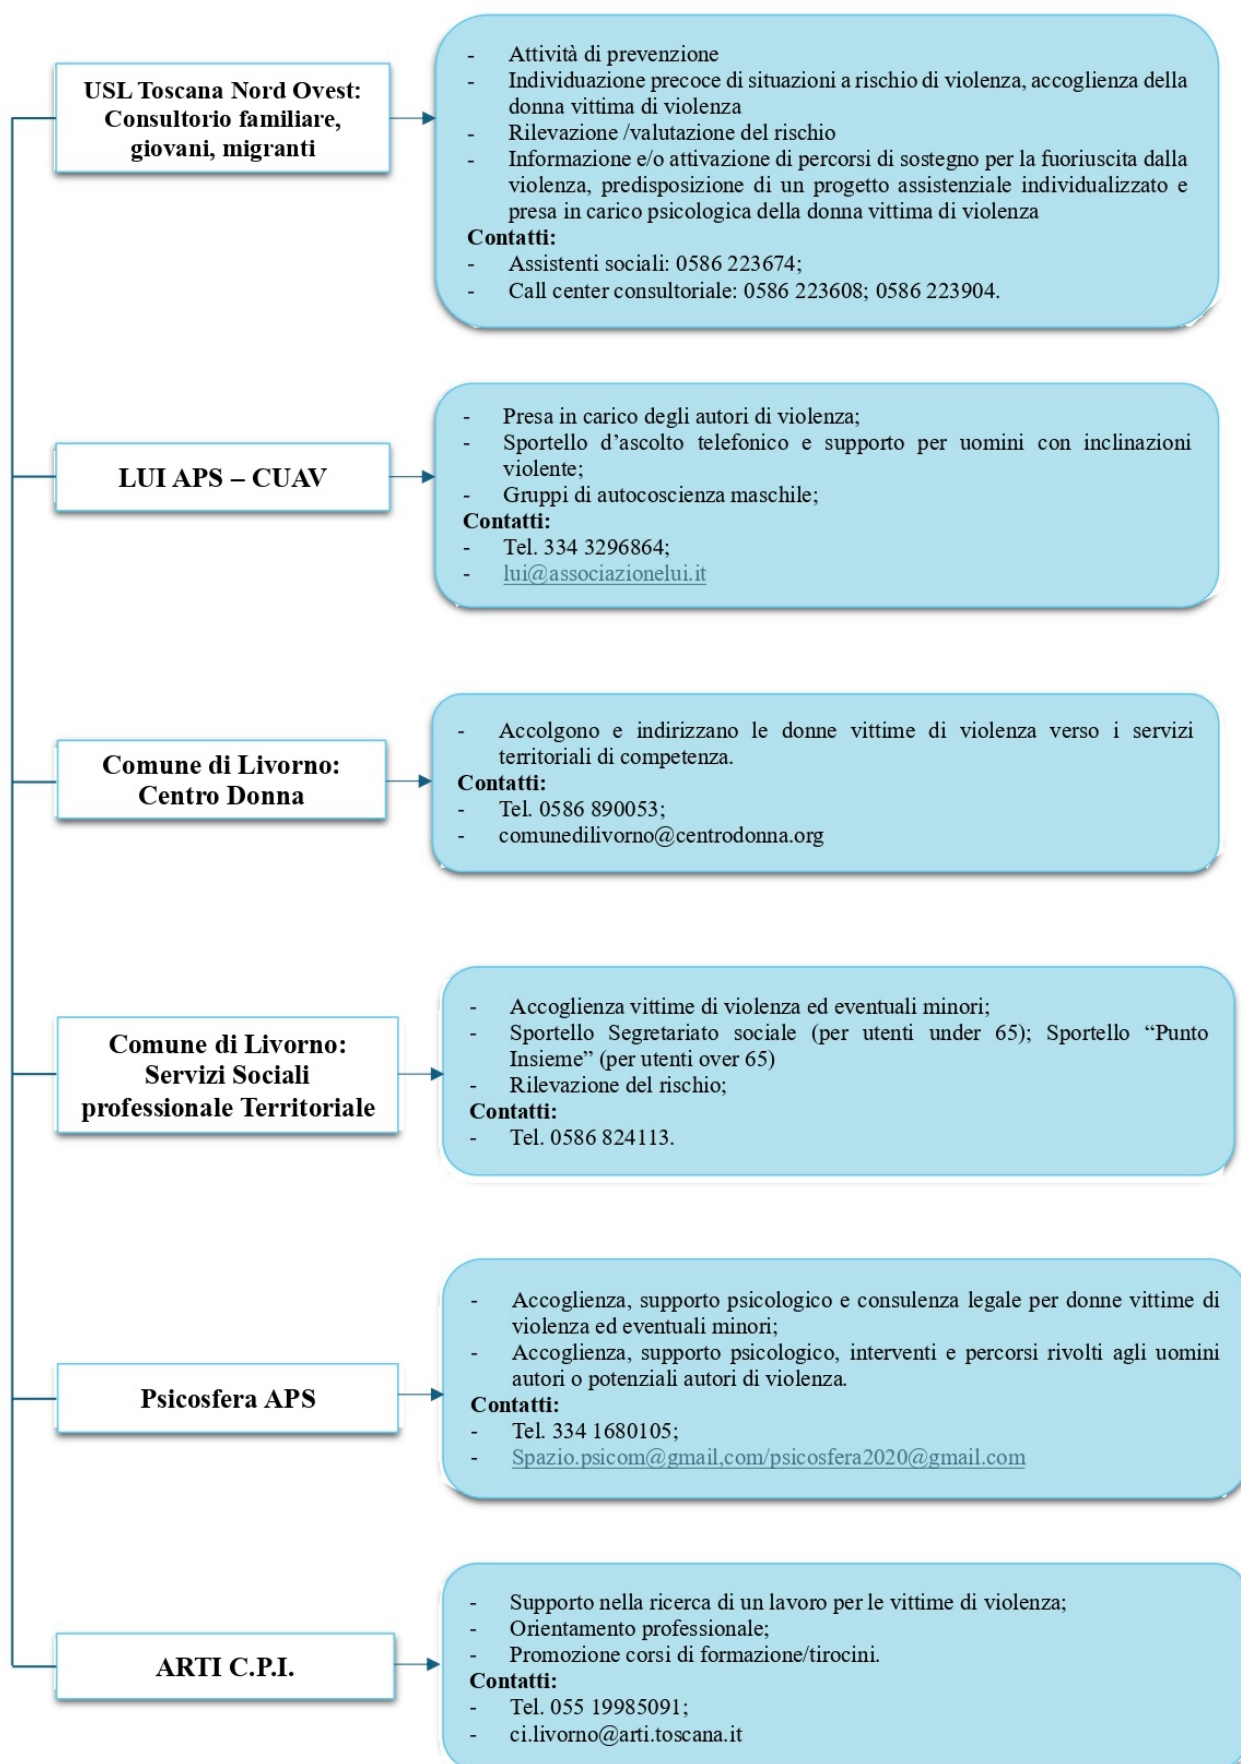 USL Toscana Nord Ovest:
Consultorio familiare,
giovani, migranti
- Attività di prevenzione
- Individuazione precoce di situazioni a rischio di violenza, accoglienza della
donna vittima di violenza
- Rilevazione /valutazione del rischio
- Informazione e/o attivazione di percorsi di sostegno per la fuoriuscita dalla
violenza, predisposizione di un progetto assistenziale individualizzato e
presa in carico psicologica della donna vittima di violenza
Contatti:
- Assistenti sociali: 0586 223674;
- Call center consultoriale: 0586 223608; 0586 223904.
LUI APS – CUAV
- Presa in carico degli autori di violenza;
- Sportello d’ascolto telefonico e supporto per uomini con inclinazioni
violente;
- Gruppi di autocoscienza maschile;
Contatti:
- Tel. 334 3296864;
- lui@associazionelui.it
Comune di Livorno:
Centro Donna
- Accolgono e indirizzano le donne vittime di violenza verso i servizi
territoriali di competenza.
Contatti:
- Tel. 0586 890053;
- comunedilivorno@centrodonna.org
Comune di Livorno:
Servizi Sociali
professionale Territoriale
- Accoglienza vittime di violenza ed eventuali minori;
- Sportello Segretariato sociale (per utenti under 65); Sportello “Punto
Insieme” (per utenti over 65)
- Rilevazione del rischio;
Contatti:
- Tel. 0586 824113.
Psicosfera APS
- Accoglienza, supporto psicologico e consulenza legale per donne vittime di
violenza ed eventuali minori;
- Accoglienza, supporto psicologico, interventi e percorsi rivolti agli uomini
autori o potenziali autori di violenza.
Contatti:
- Tel. 334 1680105;
- Spazio.psicom@gmail,com/psicosfera2020@gmail.com
ARTI C.P.I.
- Supporto nella ricerca di un lavoro per le vittime di violenza;
- Orientamento professionale;
- Promozione corsi di formazione/tirocini.
Contatti:
- Tel. 055 19985091;
- ci.livorno@arti.toscana.it